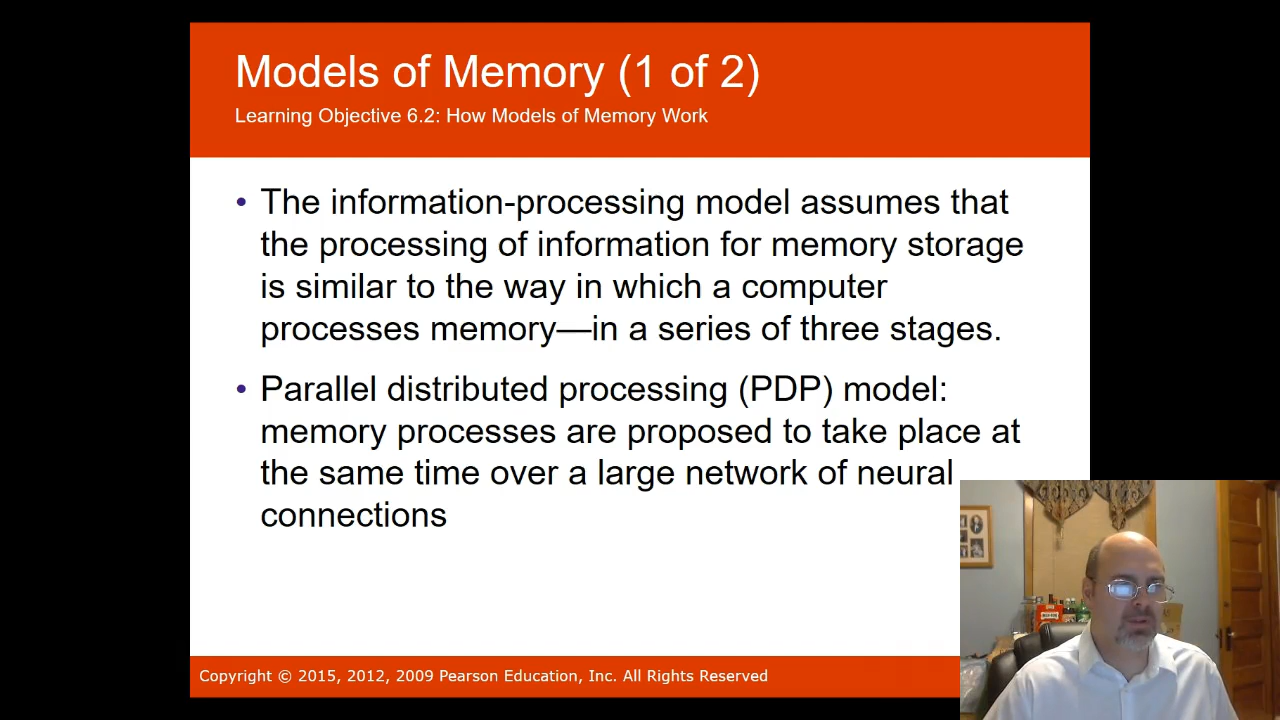 Models of Memory (1 of 2)
Learning Objective 6.2: How Models of Memory Work
• The information-processing model assumes that
the processing of information for memory storage
is similar to the way in which a computer
processes memory—in a series of three stages.
• Parallel distributed processing (PDP) model:
memory processes are proposed to take place at
the same time over a large network of neural
connections
Copyright © 2015, 2012, 2009 Pearson Education, Inc. All Rights Reserved